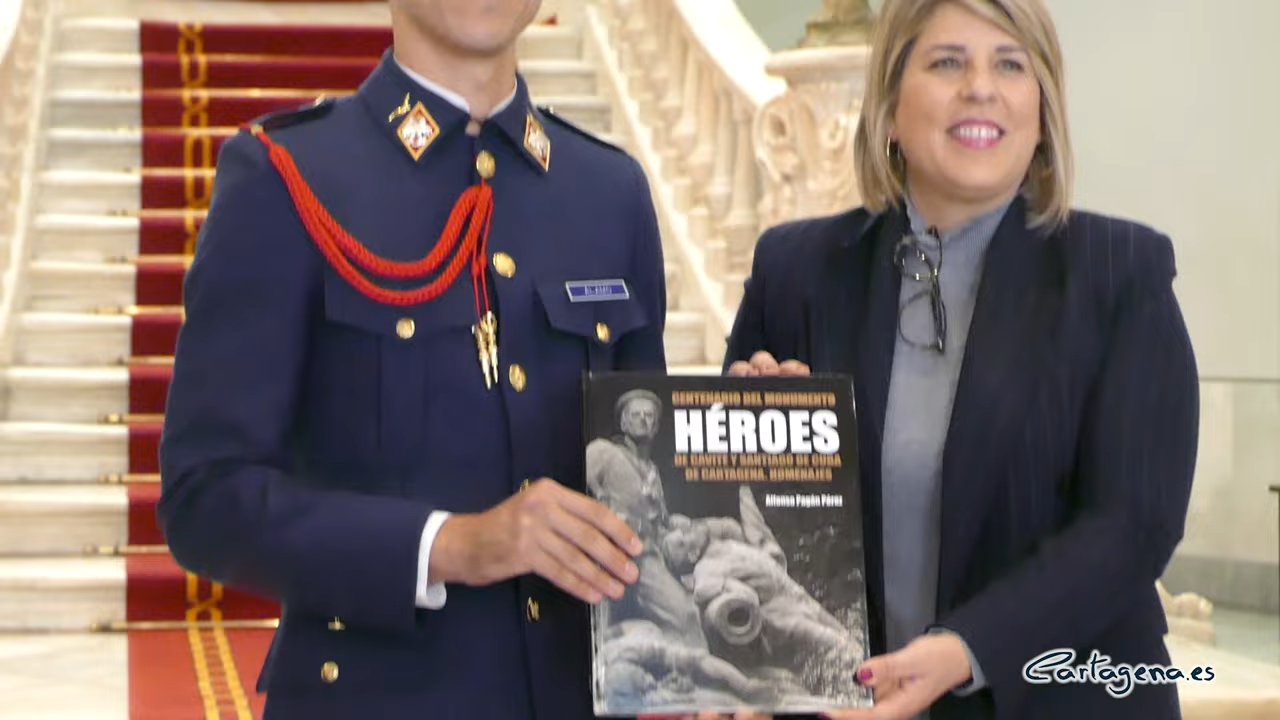 CENTENARIO DEL MONUMENTO
HÉROES
DE CAVITE Y SANTIAGO DE CUBA
DE CARTAGENA. HOMENAJES
Alfonso Pagán Pérez
Cartagena.es